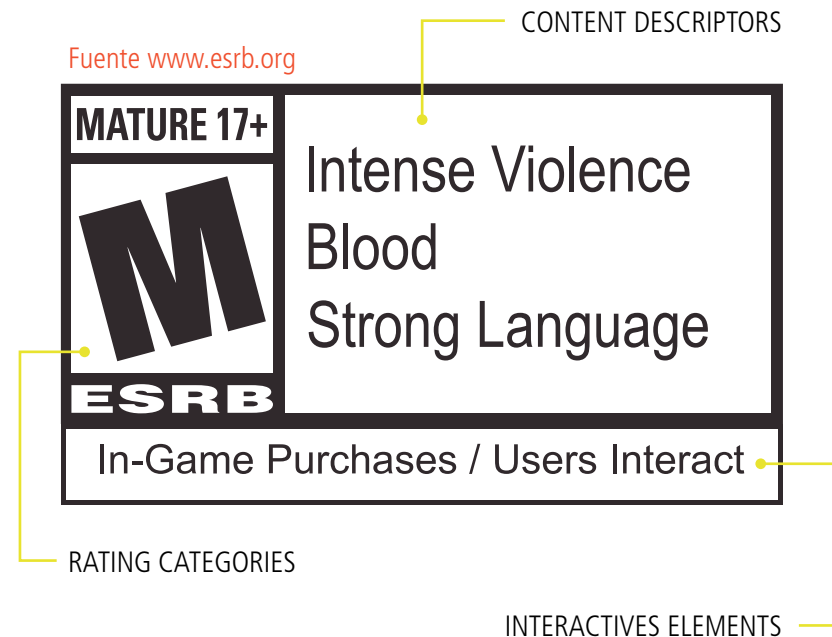 CONTENT DESCRIPTORS
Fuente www.esrb.org
MATURE 17+
M
ESRB
Intense Violence
Blood
Strong Language
In-Game Purchases / Users Interact
RATING CATEGORIES
INTERACTIVES ELEMENTS